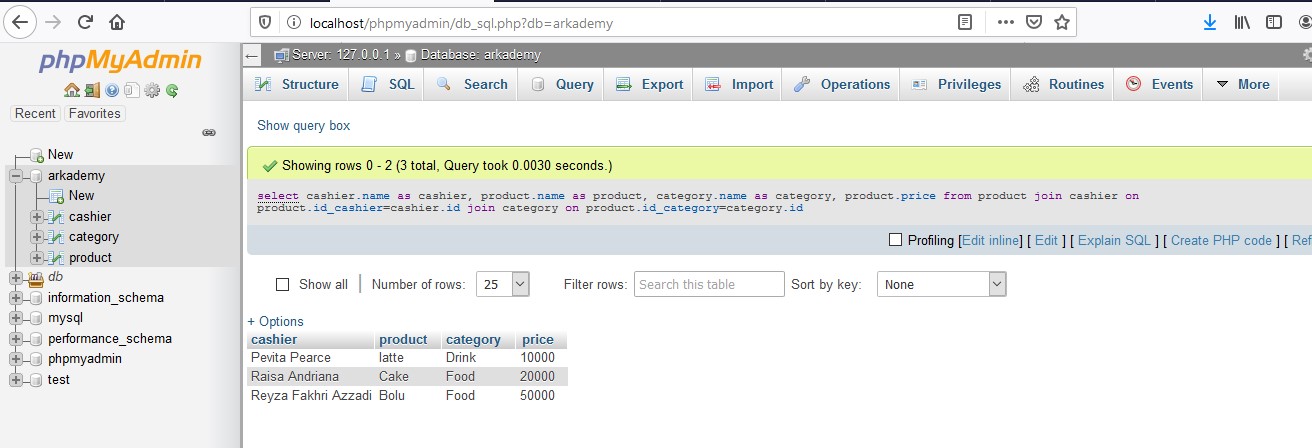 localhost/phpmyadmin/db_sql.php?db=arkademy
phpMyAdmin
Recent Favorites
New
arkademy
New
cashier
category
product
db
information_schema
mysql
performance_schema
phpmyadmin
test
Server: 127.0.0.1 » Database: arkademy
Structure SQL Search Query Export Import Operations Privileges Routines Events More
Show query box
Showing rows 0 - 2 (3 total, Query took 0.0030 seconds.)
select cashier.name as cashier, product.name as product, category.name as category, product.price from product join cashier on
product.id_cashier=cashier.id join category on product.id_category=category.id
Profiling [Edit inline] [ Edit ] [ Explain SQL ] [ Create PHP code ] [ Ref
Show all Number of rows: 25 Filter rows: Search this table Sort by key: None
+ Options
cashier product category price
Pevita Pearce latte Drink 10000
Raisa Andriana Cake Food 20000
Reyza Fakhri Azzadi Bolu Food 50000